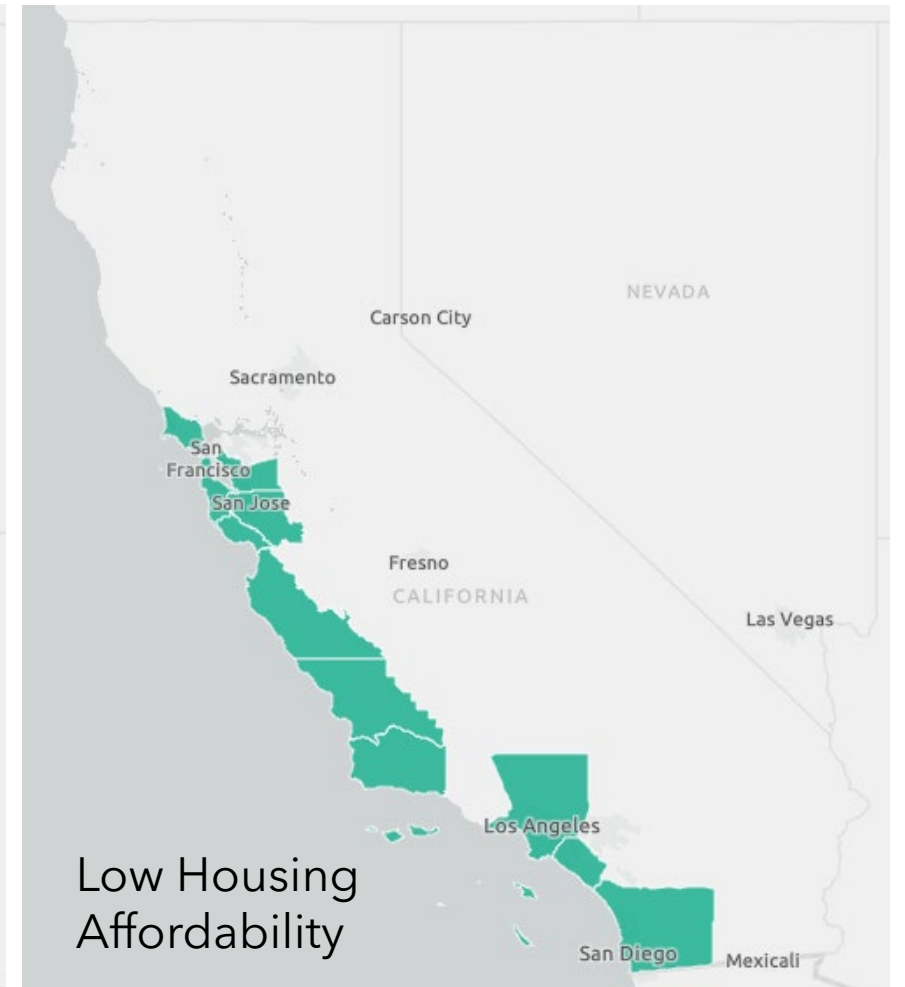 NEVADA
Carson City
Sacramento
San
Francisco
San Jose
Fresno
CALIFORNIA
Las Vegas
Los Angeles
Low Housing
Affordability
San Diego
Mexicali